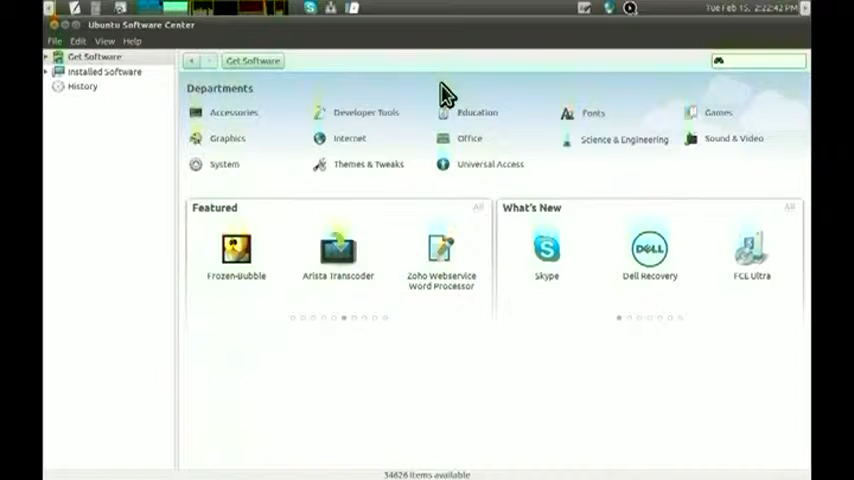 Tue Feb 15, 2:22:42 PM
Ubuntu Software Center
File Edit View Help
Get Software
Installed Software
History
Get Software
Departments
Accessories Developer Tools Education Fonts Games
Graphics Internet Office Science & Engineering Sound & Video
System Themes & Tweaks Universal Access
Featured All
What's New All
Frozen-Bubble Arista Transcoder Zoho Webservice
Word Processor
DELL
Skype Dell Recovery FCE Ultra
34626 items available